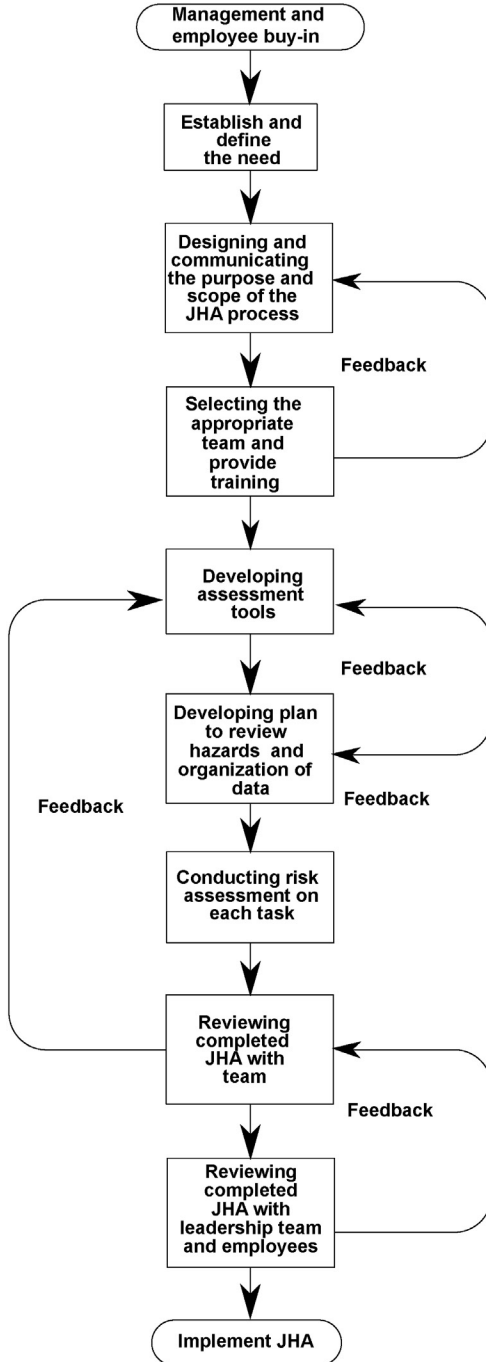 Management and
employee buy-in
Establish and
define
the need
Designing and
communicating
the purpose and
scope of the
JHA process
Feedback
Selecting the
appropriate
team and
provide
training
Developing
assessment
tools
Feedback
Developing plan
to review
hazards and
organization of
data
Feedback
Feedback
Conducting risk
assessment on
each task
Reviewing
completed
JHA with
team
Feedback
Reviewing
completed
JHA with
leadership team
and employees
Implement JHA